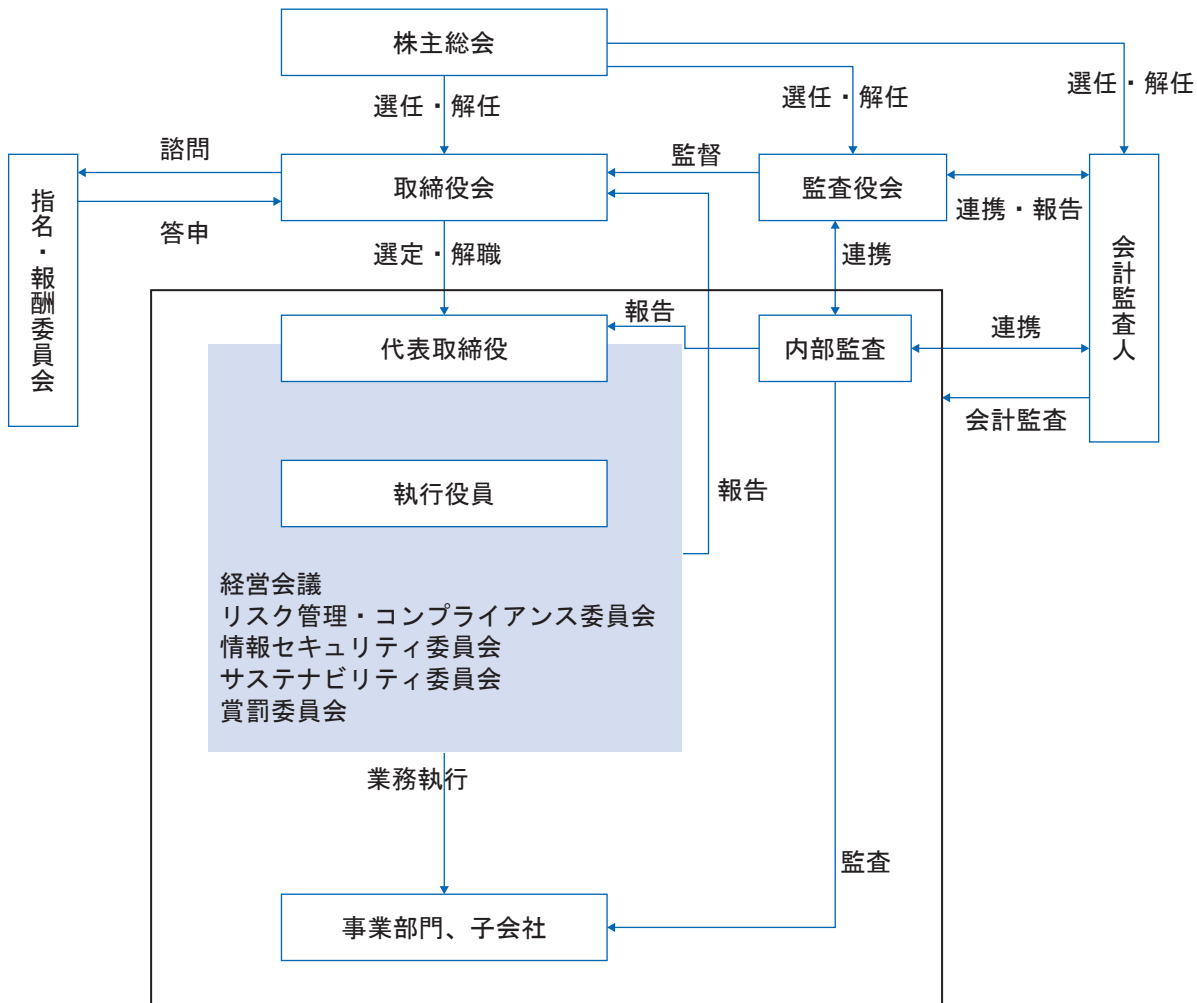 株主総会
選任・解任
選任・解任
選任・解任
諮問
取締役会
監督
監査役会
答申
連携・報告
指名・報酬委員会
会計監査人
選定・解職
連携
代表取締役
報告
内部監査
連携
会計監査
執行役員
報告
経営会議
リスク管理・コンプライアンス委員会
情報セキュリティ委員会
サステナビリティ委員会
賞罰委員会
業務執行
監査
事業部門、子会社